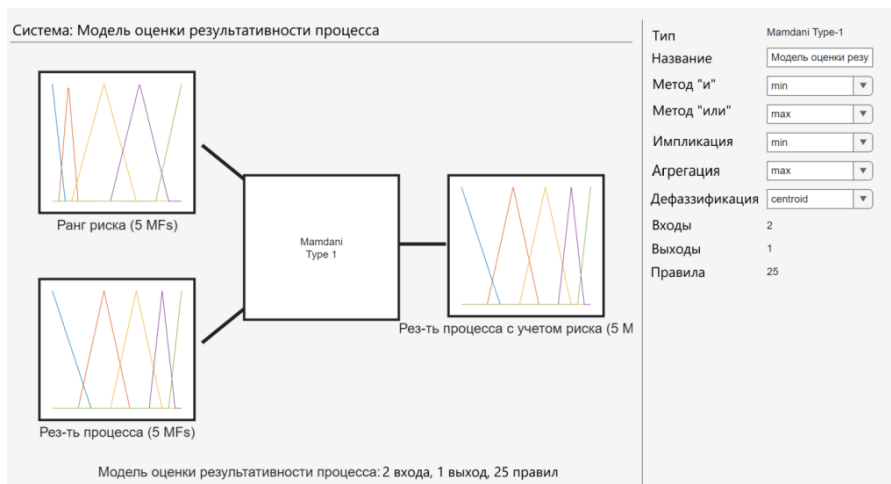 Система: Модель оценки результативности процесса
Ранг риска (5 MFs)
Рез-ть процесса (5 MFs)
Mamdani
Type 1
Рез-ть процесса с учетом риска (5 M
Модель оценки результативности процесса: 2 входа, 1 выход, 25 правил
Тип Mamdani Type-1
Название Модель оценки резу
Метод "и" min
Метод "или" max
Импликация min
Агрегация max
Дефаззификация centroid
Входы 2
Выходы 1
Правила 25